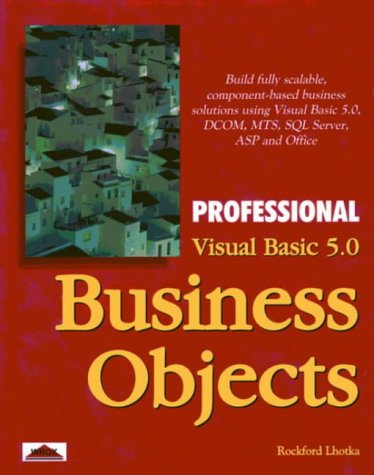 Build fully scalable,
component-based business
solutions using Visual Basic 5.0,
DCOM, MTS, SQL Server,
ASP and Office
PROFESSIONAL
Visual Basic 5.0
Business
Objects
Rockford Lhotka
WROX